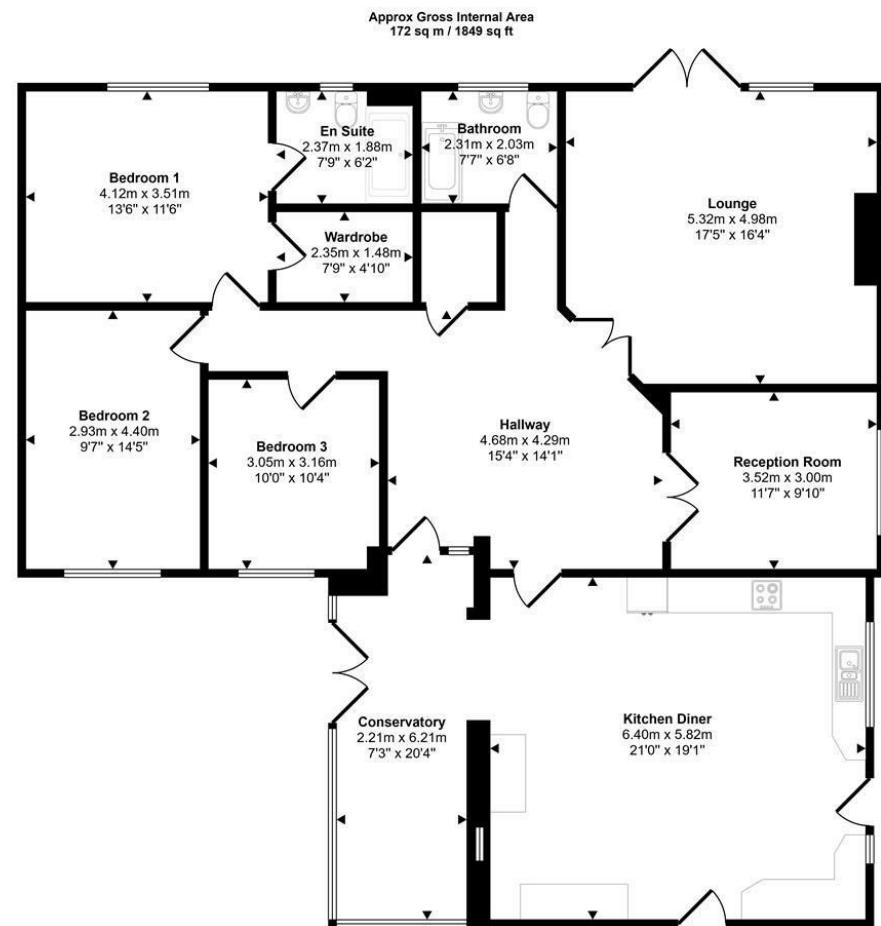 Approx Gross Internal Area
172 sq m / 1849 sq ft
En Suite
2.37m x 1.88m
7'9" x 6'2"
Bathroom
2.31m x 2.03m
7'7" x 6'8"
Bedroom 1
4.12m x 3.51m
13'6" x 11'6"
Lounge
5.32m x 4.98m
17'5" x 16'4"
Wardrobe
2.35m x 1.48m
7'9" x 4'10"
Bedroom 2
2.93m x 4.40m
9'7" x 14'5"
Bedroom 3
3.05m x 3.16m
10'0" x 10'4"
Hallway
4.68m x 4.29m
15'4" x 14'1"
Reception Room
3.52m x 3.00m
11'7" x 9'10"
Conservatory
2.21m x 6.21m
7'3" x 20'4"
Kitchen Diner
6.40m x 5.82m
21'0" x 19'1"